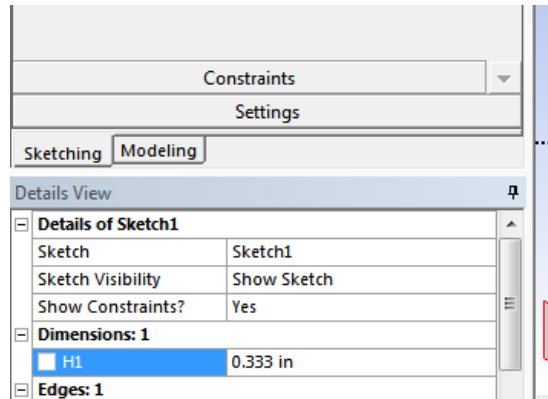 Constraints
Settings
Sketching Modeling
Details View
Details of Sketch1
Sketch Sketch1
Sketch Visibility Show Sketch
Show Constraints? Yes
Dimensions: 1
H1 0.333 in
Edges: 1